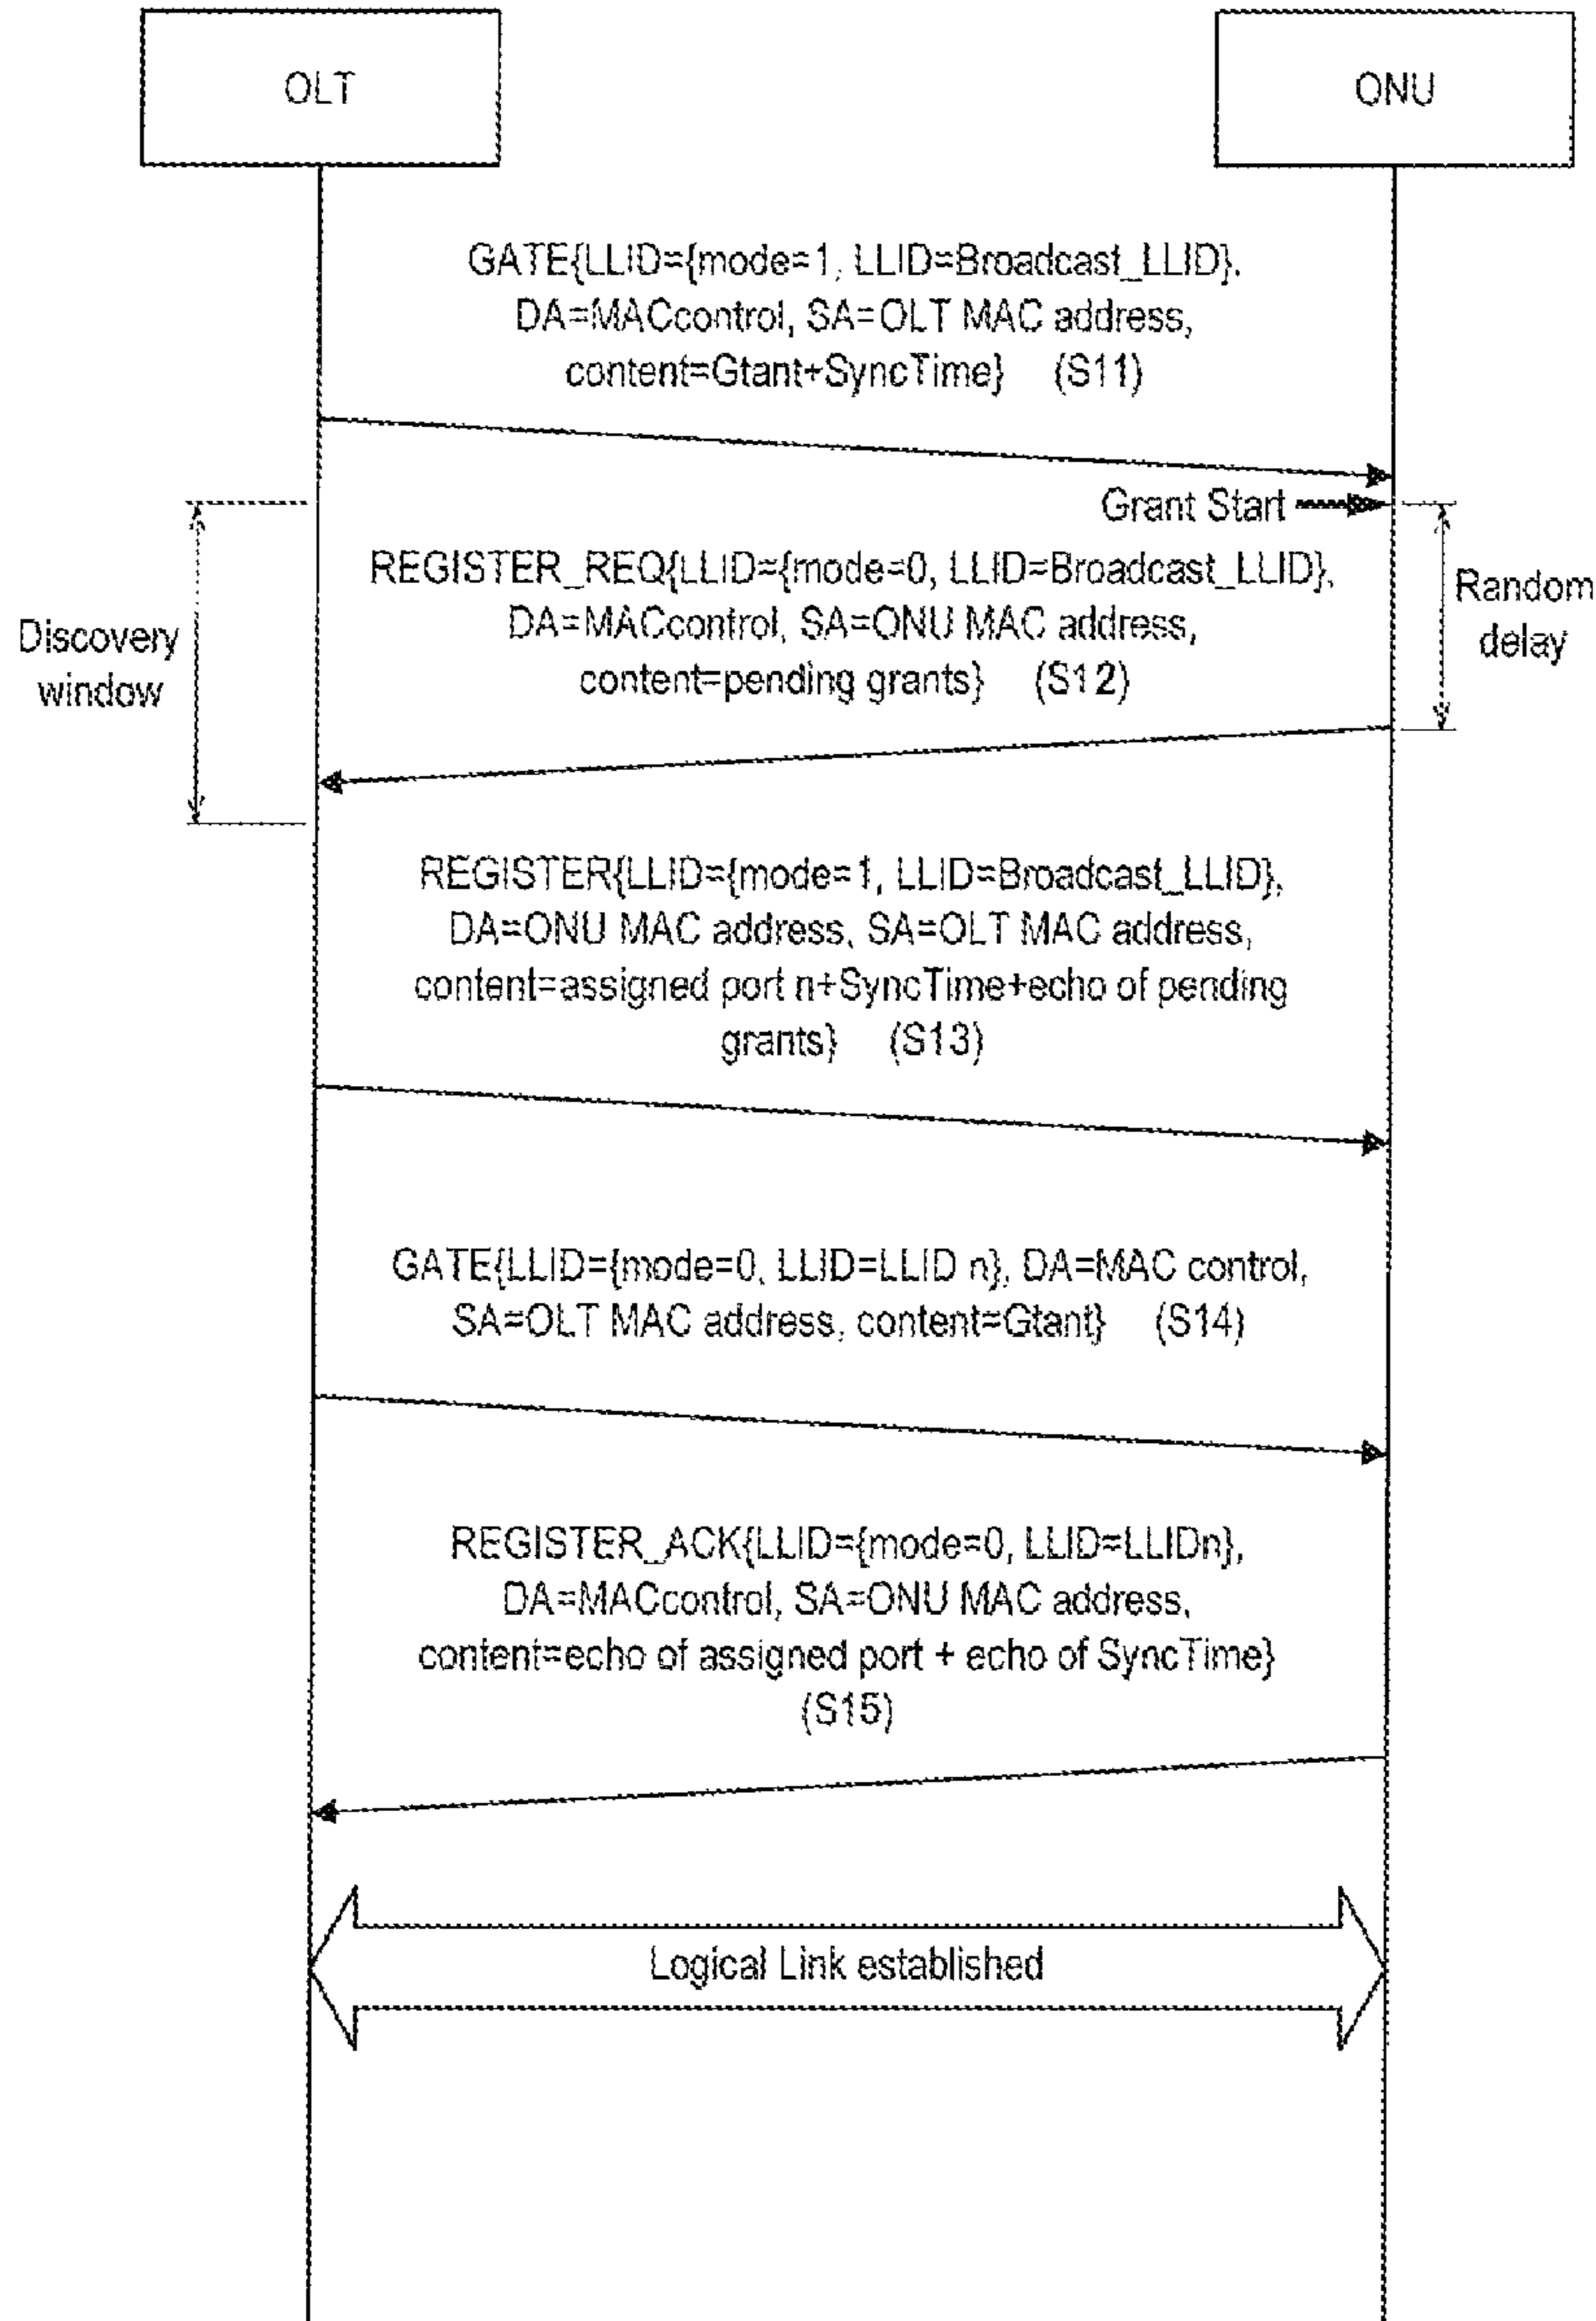 OLT
ONU
GATE{LLID={mode=1, LLID=Broadcast_LLID}.
DA=MACcontrol, SA=OLT MAC address,
content=Gtant+SyncTime} (S11)
Grant Start
REGISTER_REQ{LLID={mode=0, LLID=Broadcast_LLID},
DA=MACcontrol, SA=ONU MAC address,
content=pending grants} (S12)
Discovery
window
Random
delay
REGISTER{LLID={mode=1, LLID=Broadcast_LLID},
DA=ONU MAC address, SA=OLT MAC address,
content=assigned port n+SyncTime+echo of pending
grants} (S13)
GATE{LLID={mode=0, LLID=LLID n}, DA=MAC control,
SA=OLT MAC address, content=Gtant} (S14)
REGISTER_ACK{LLID={mode=0, LLID=LLIDn},
DA=MACcontrol, SA=ONU MAC address,
content=echo of assigned port + echo of SyncTime}
(S15)
Logical Link established